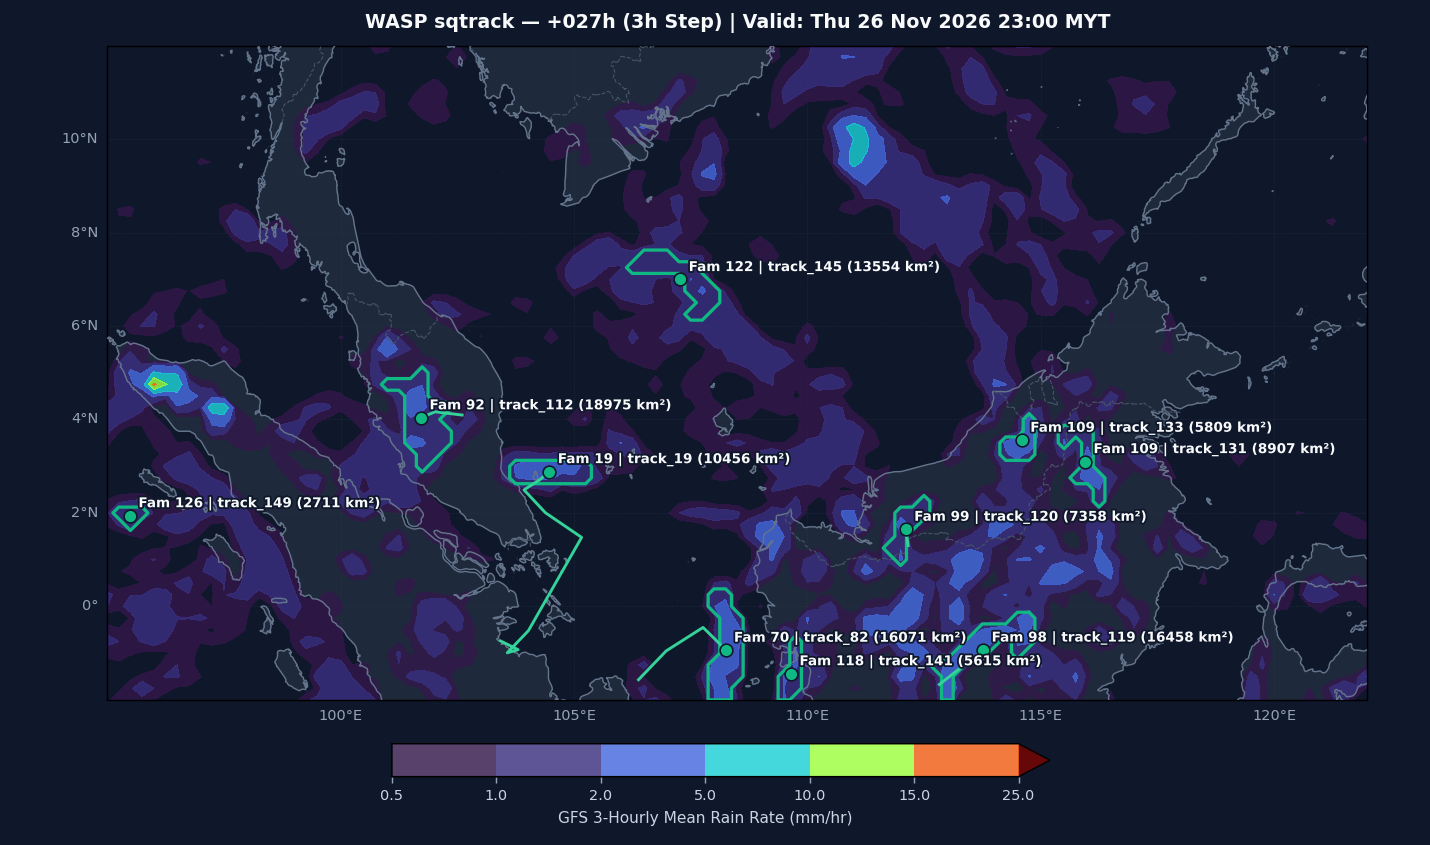 WASP sqtrack — +027h (3h Step) | Valid: Thu 26 Nov 2026 23:00 MYT
10°N
8°N
6°N
4°N
2°N
0°
Fam 122 | track_145 (13554 km²)
Fam 92 | track_112 (18975 km²)
Fam 109 | track_133 (5809 km²)
Fam 109 | track_131 (8907 km²)
Fam 19 | track_19 (10456 km²)
Fam 126 | track_149 (2711 km²)
Fam 99 | track_120 (7358 km²)
Fam 70 | track_82 (16071 km²)
Fam 98 | track_119 (16458 km²)
Fam 118 | track_141 (5615 km²)
100°E 105°E 110°E 115°E 120°E
0.5 1.0 2.0 5.0 10.0 15.0 25.0
GFS 3-Hourly Mean Rain Rate (mm/hr)